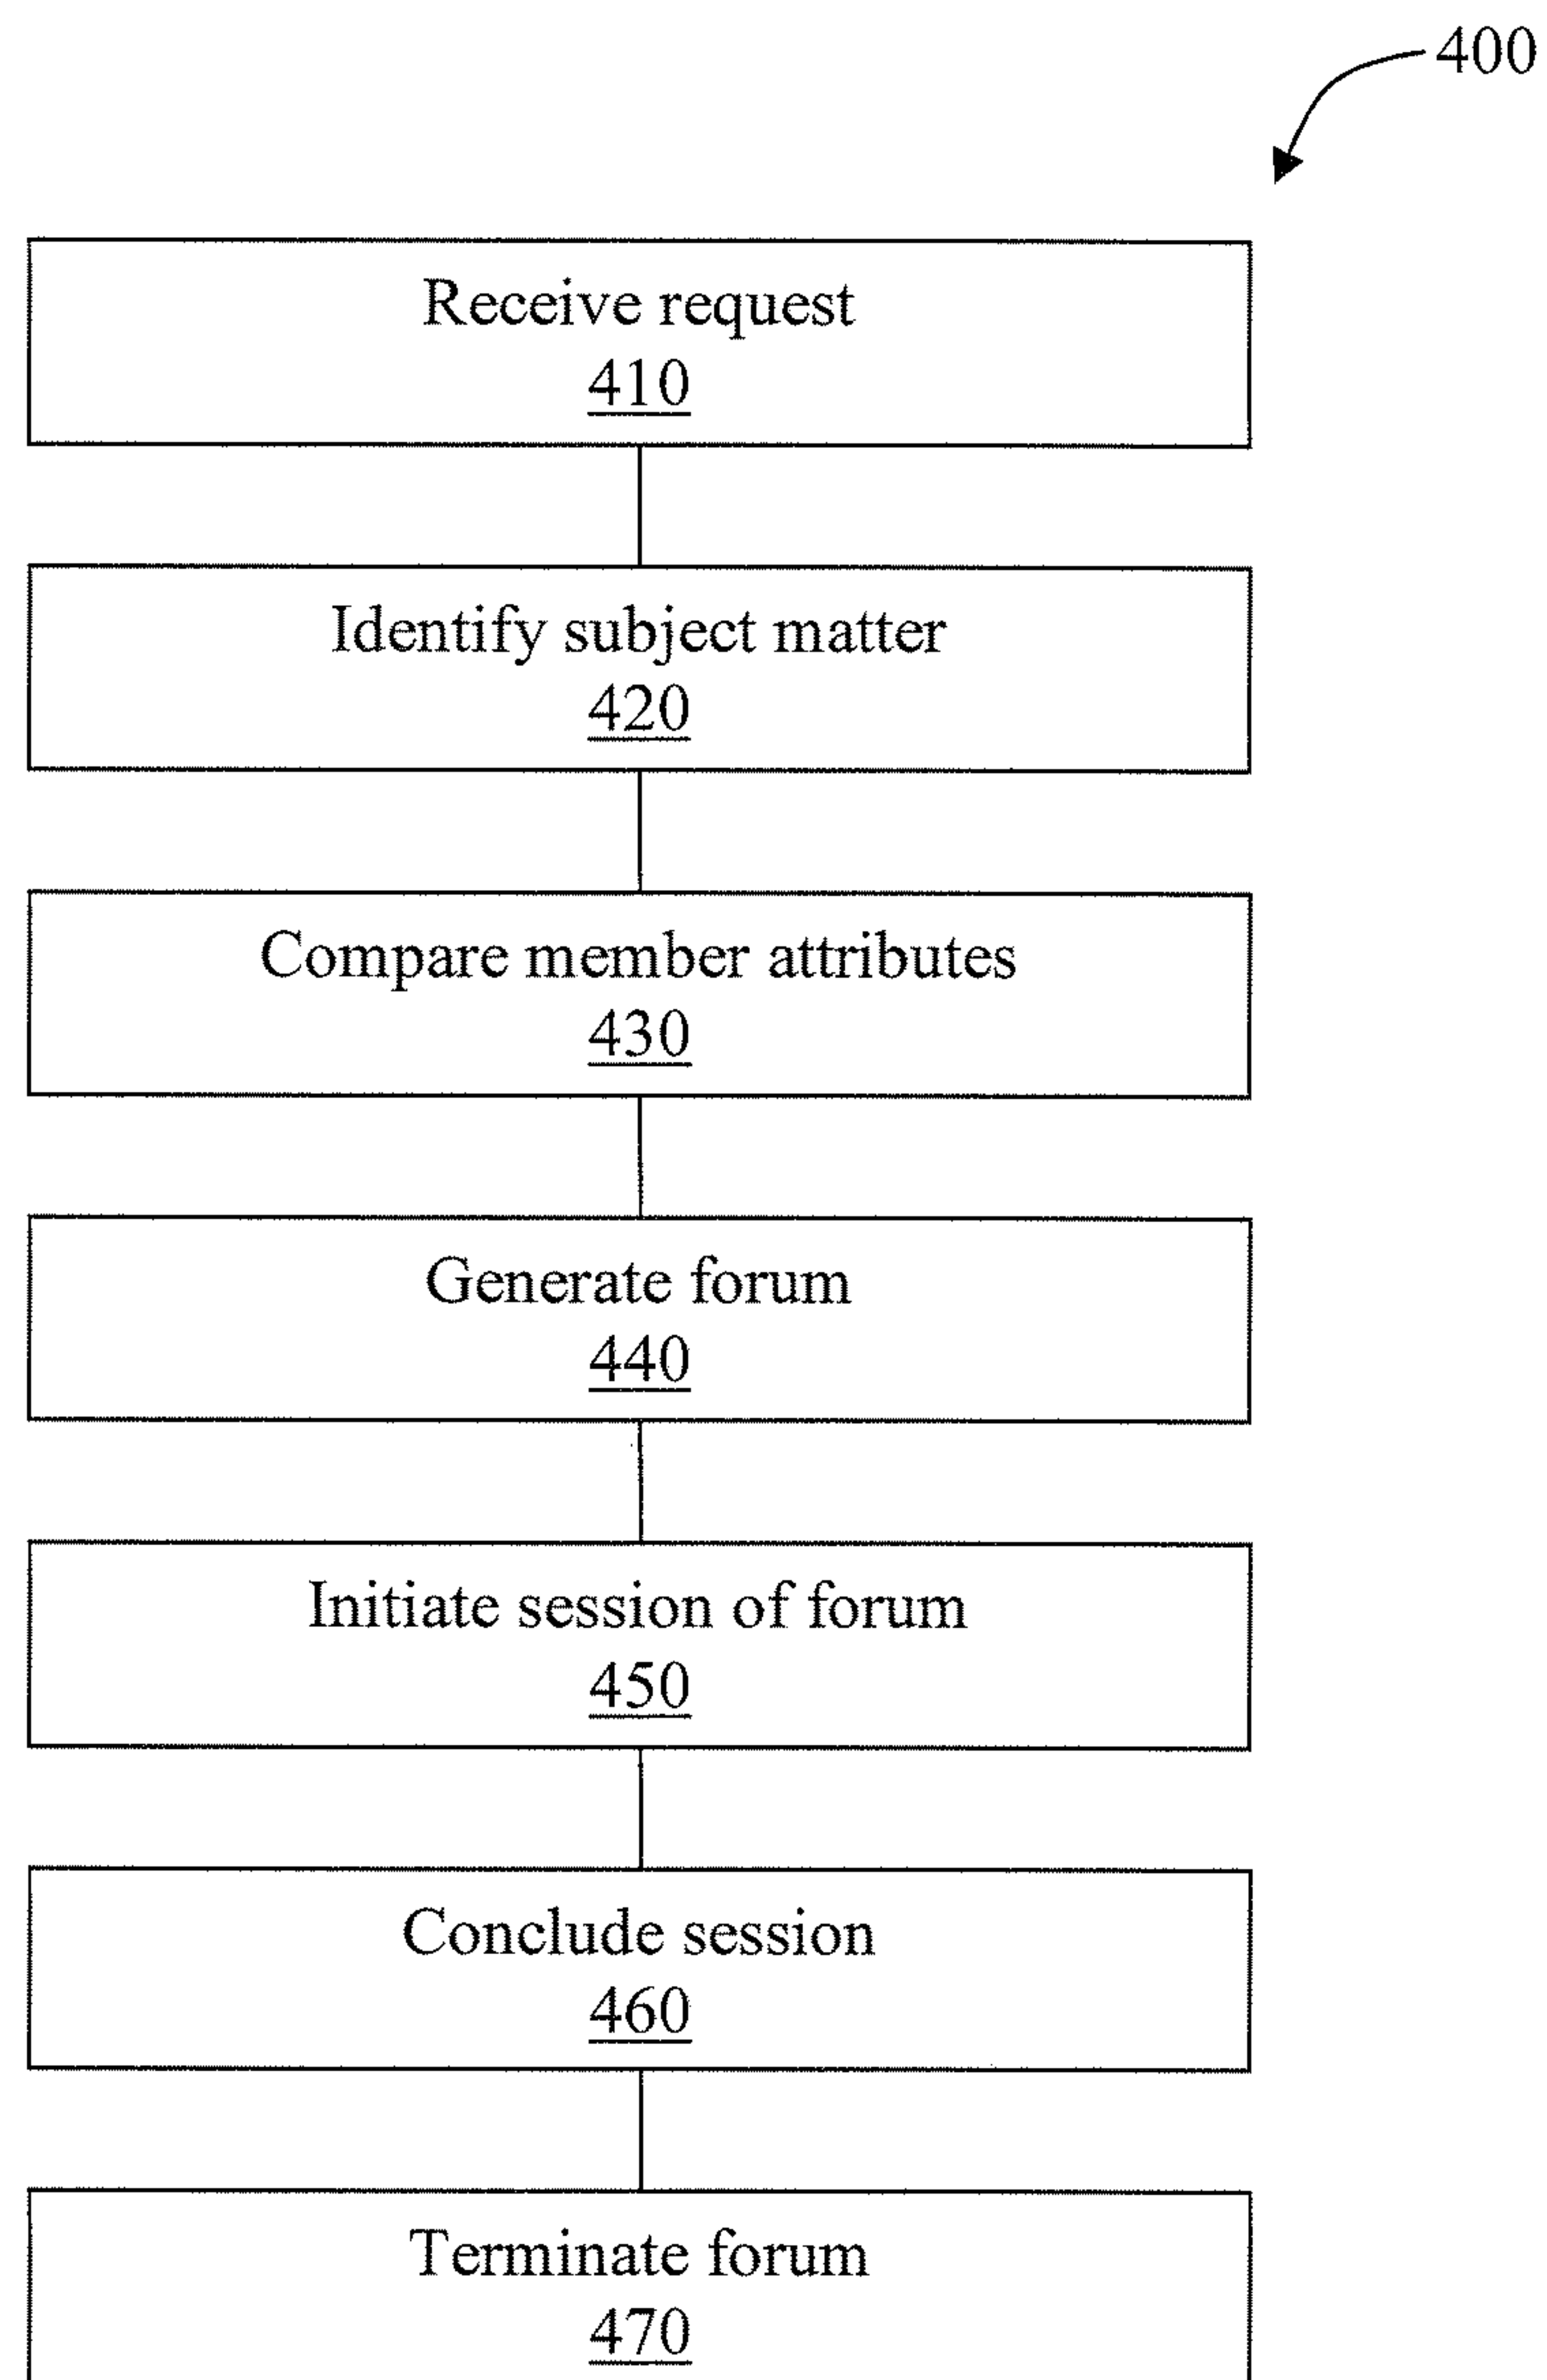 400
Receive request
410
Identify subject matter
420
Compare member attributes
430
Generate forum
440
Initiate session of forum
450
Conclude session
460
Terminate forum
470